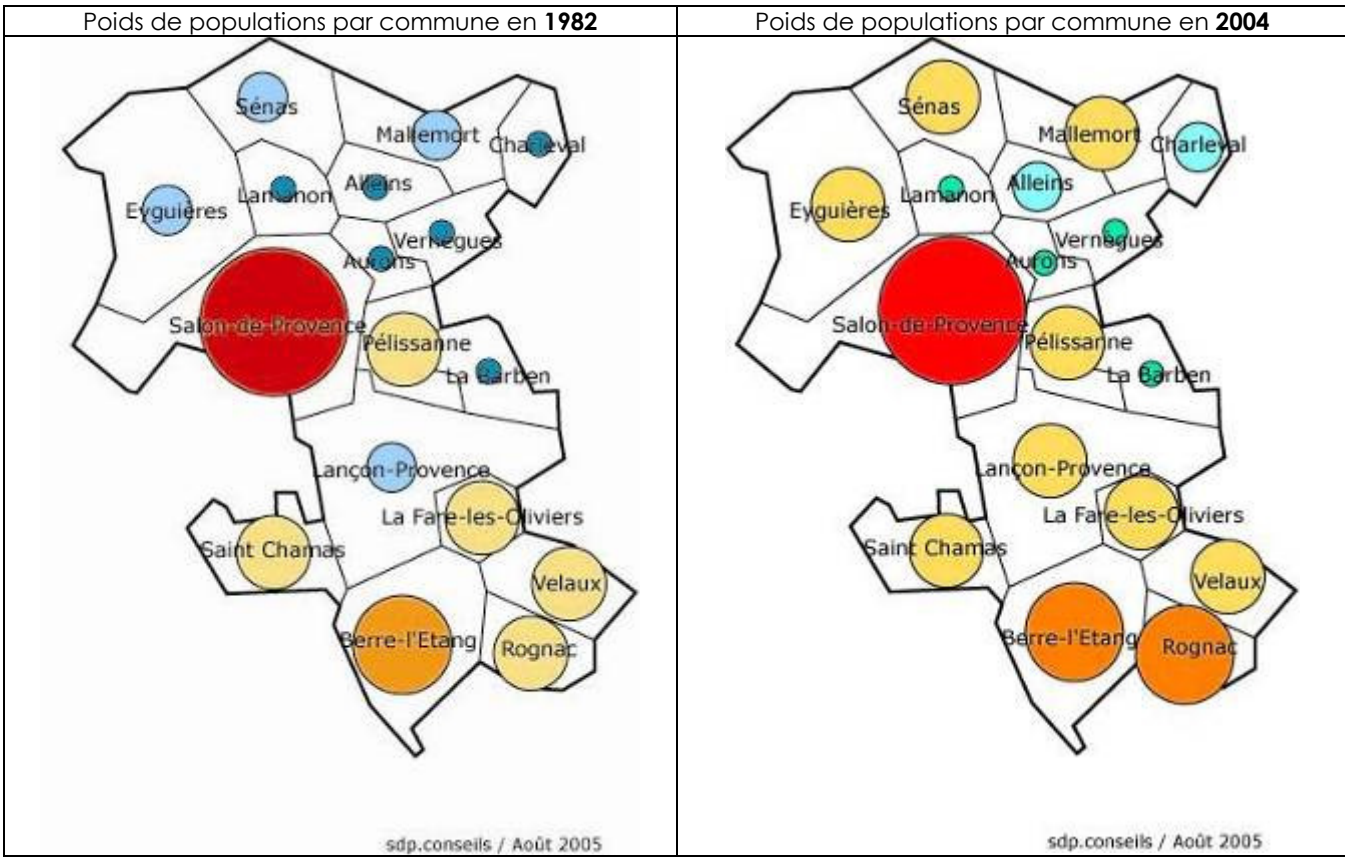 Poids de populations par commune en 1982
Sénas
Mallemort
Charleval
Lamanon
Alleins
Eyguières
Vernègues
Aurons
Salon-de-Provence
Pélissanne
La Barben
Lançon-Provence
La Fare-les-Oliviers
Saint Chamas
Velaux
Berre-l'Etang
Rognac
sdp.conseils / Août 2005
Poids de populations par commune en 2004
Sénas
Mallemort
Charleval
Lamanon
Alleins
Eyguières
Vernègues
Aurons
Salon-de-Provence
Pélissanne
La Barben
Lançon-Provence
La Fare-les-Oliviers
Saint Chamas
Velaux
Berre-l'Etang
Rognac
sdp.conseils / Août 2005